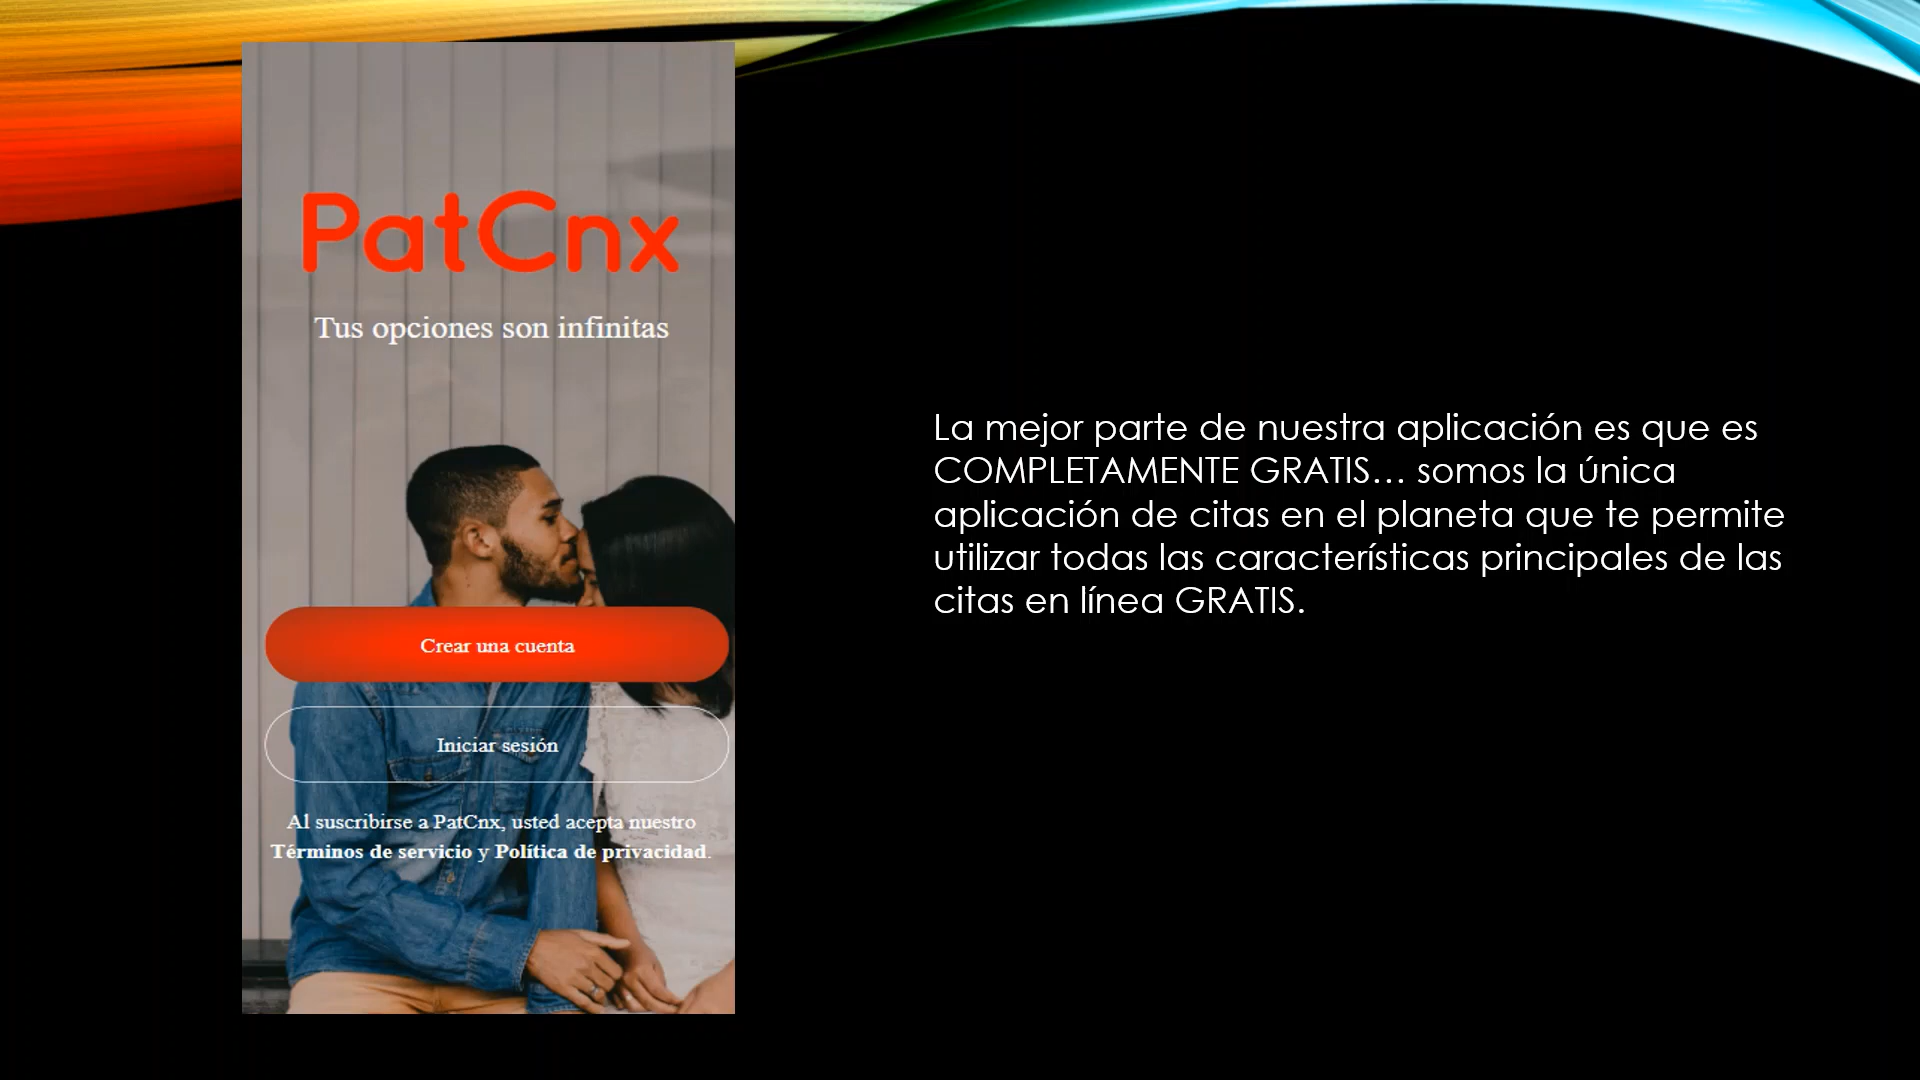 PatCnx
Tus opciones son infinitas
Crear una cuenta
Iniciar sesión
Al suscribirse a PatCnx, usted acepta nuestro
Términos de servicio y Política de privacidad.
La mejor parte de nuestra aplicación es que es
COMPLETAMENTE GRATIS… somos la única
aplicación de citas en el planeta que te permite
utilizar todas las características principales de las
citas en línea GRATIS.